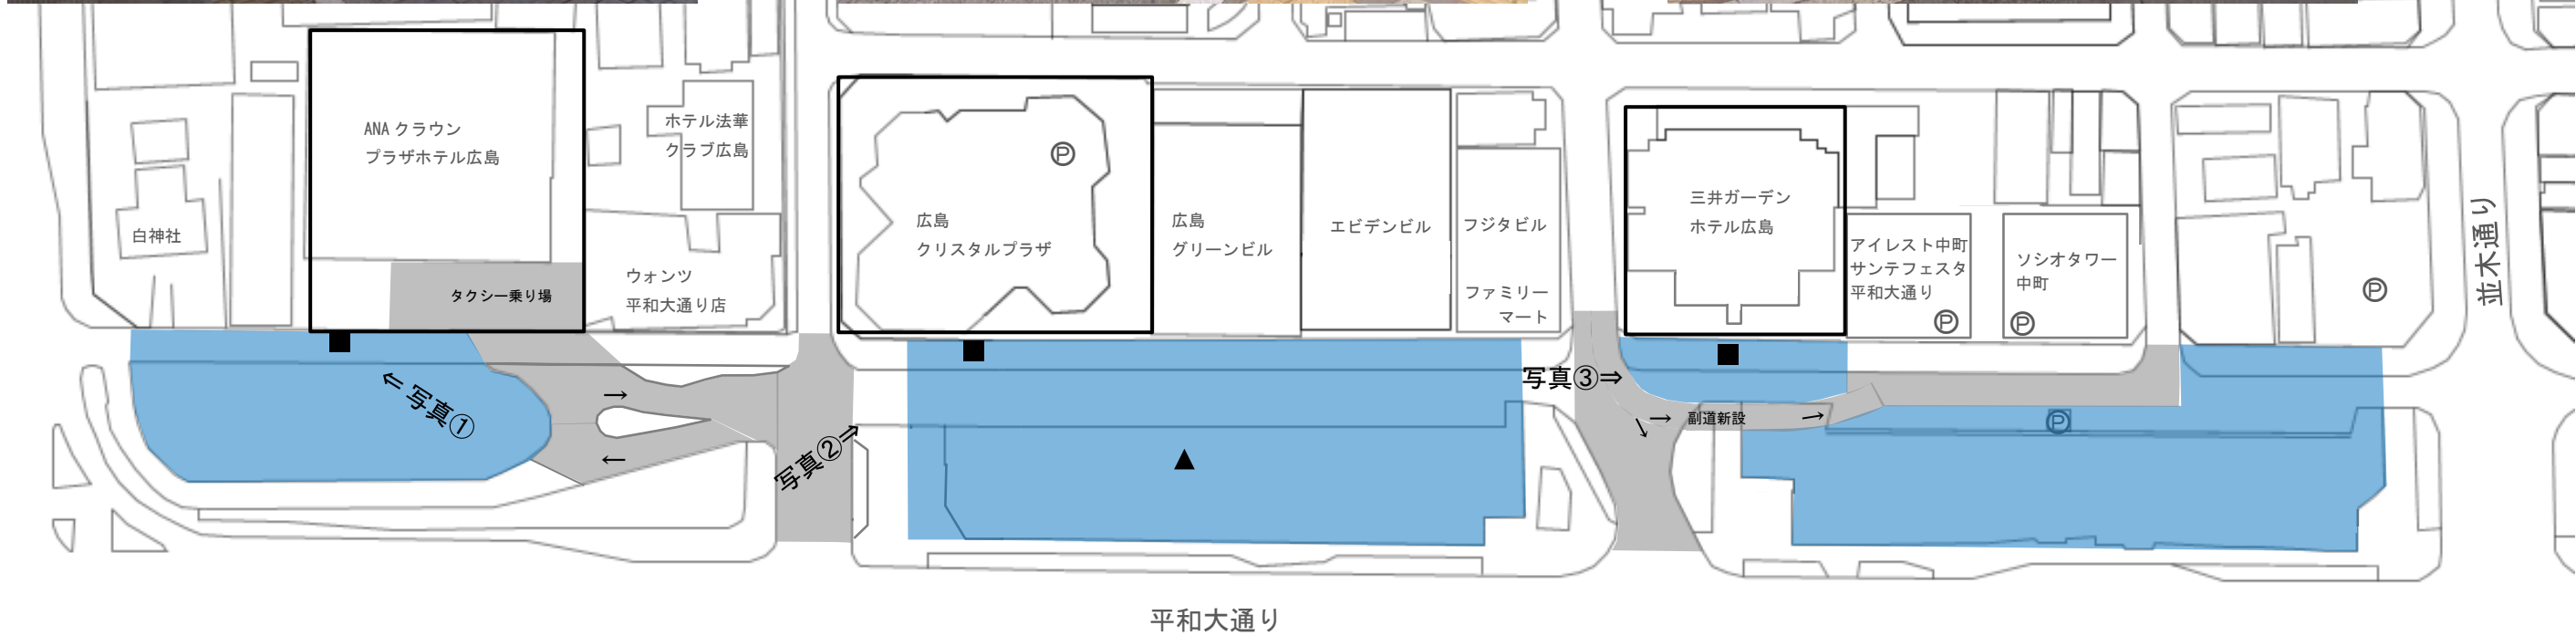 ANA クラウン
プラザホテル広島
白神社
タクシー乗り場
ホテル法華
クラブ広島
ウォンツ
平和大通り店
広島
クリスタルプラザ
Ⓟ
広島
グリーンビル
エビデンビル
フジタビル
ファミリー
マート
三井ガーデン
ホテル広島
アイレスト中町
サンテフェスタ
平和大通り
Ⓟ
ソシオタワー
中町
Ⓟ
Ⓟ
並木通り
⇐ 写真①
→
←
写真②⇒
▲
写真③⇒
→ 副道新設 →
→
Ⓟ
平和大通り